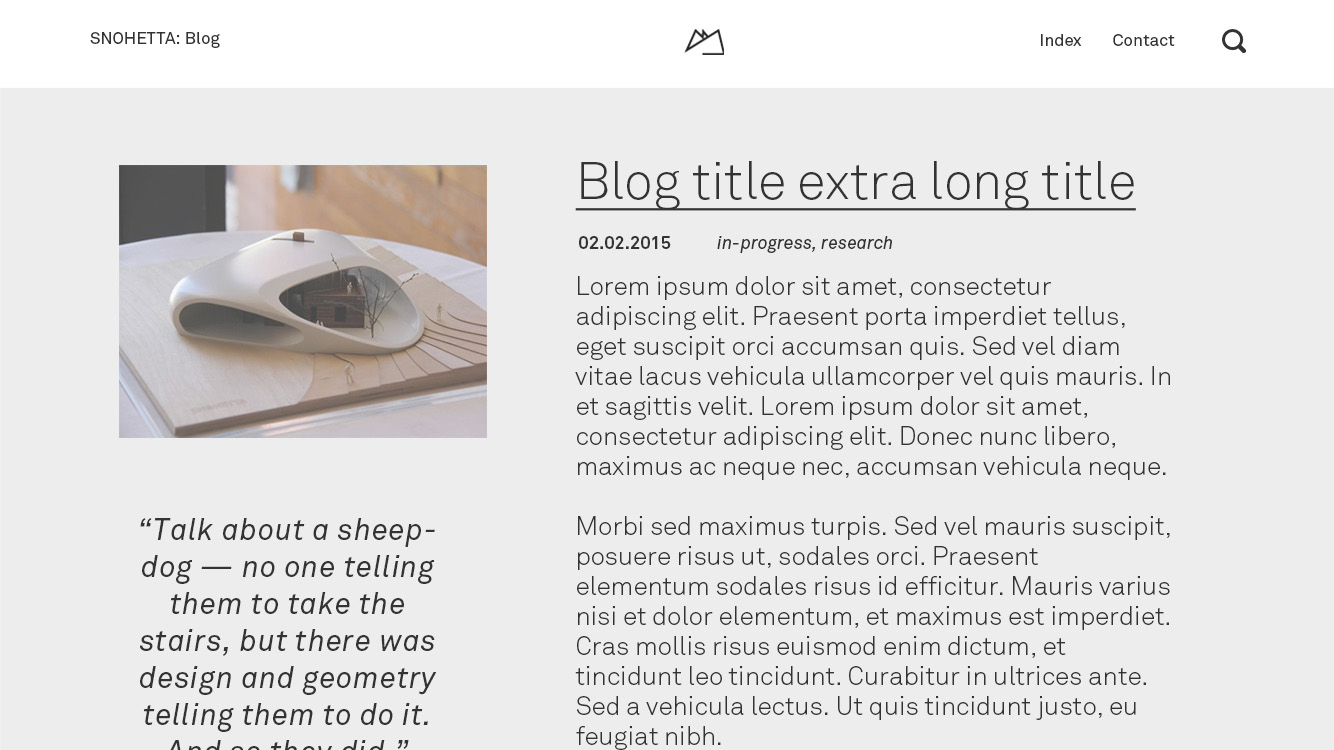 SNOHETTA: Blog
Index
Contact
Blog title extra long title
02.02.2015
in-progress, research
Lorem ipsum dolor sit amet, consectetur
adipiscing elit. Praesent porta imperdiet tellus,
eget suscipit orci accumsan quis. Sed vel diam
vitae lacus vehicula ullamcorper vel quis mauris. In
et sagittis velit. Lorem ipsum dolor sit amet,
consectetur adipiscing elit. Donec nunc libero,
maximus ac neque nec, accumsan vehicula neque.
Morbi sed maximus turpis. Sed vel mauris suscipit,
posuere risus ut, sodales orci. Praesent
elementum sodales risus id efficitur. Mauris varius
nisi et dolor elementum, et maximus est imperdiet.
Cras mollis risus euismod enim dictum, et
tincidunt leo tincidunt. Curabitur in ultrices ante.
Sed a vehicula lectus. Ut quis tincidunt justo, eu
feugiat nibh.
“Talk about a sheep-
dog — no one telling
them to take the
stairs, but there was
design and geometry
telling them to do it.
And so they did.”